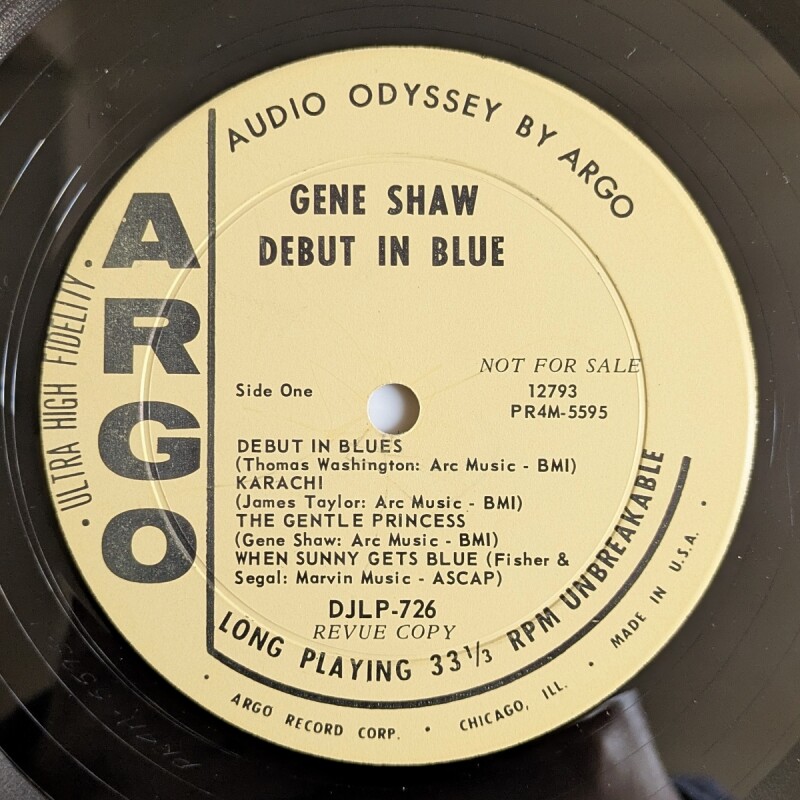 AUDIO ODYSSEY BY ARGO
ARGO
• ULTRA HIGH FIDELITY •
GENE SHAW
DEBUT IN BLUE
NOT FOR SALE
Side One
12793
PR4M-5595
DEBUT IN BLUES
(Thomas Washington: Arc Music - BMI)
KARACHI
(James Taylor: Arc Music - BMI)
THE GENTLE PRINCESS
(Gene Shaw: Arc Music - BMI)
WHEN SUNNY GETS BLUE (Fisher &
Segal: Marvin Music - ASCAP)
DJLP-726
REVUE COPY
LONG PLAYING 33 1/3 RPM UNBREAKABLE
• ARGO RECORD CORP. • CHICAGO, ILL. • MADE IN U.S.A. •